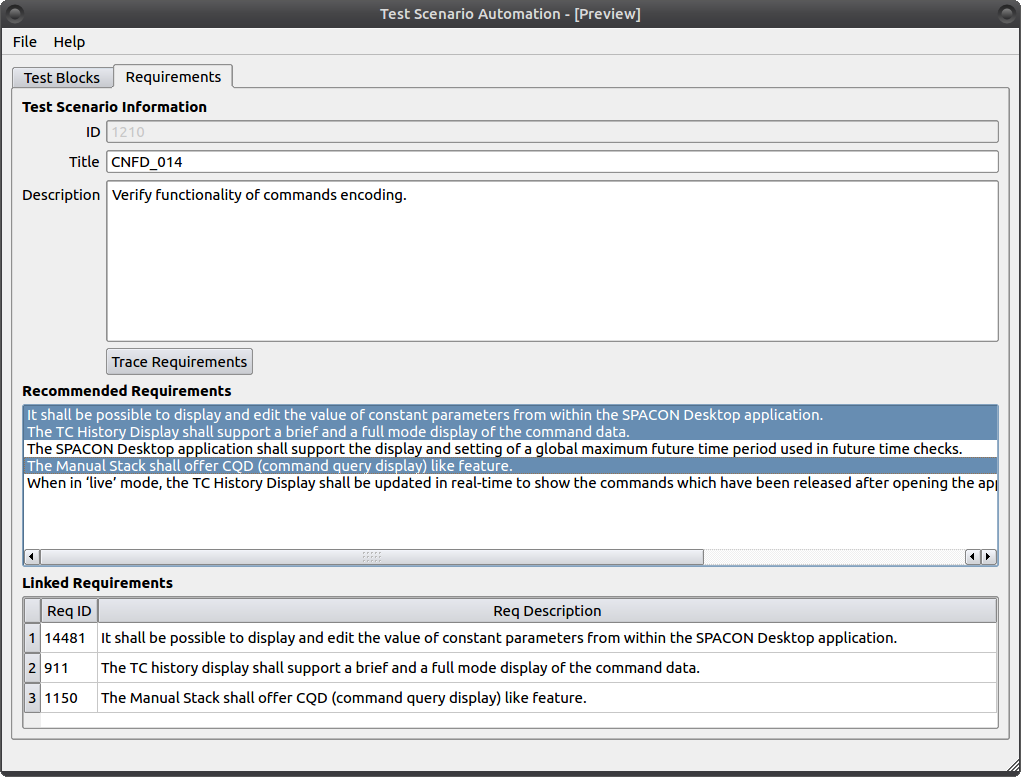 Test Scenario Automation - [Preview]
File Help
Test Blocks Requirements
Test Scenario Information
ID 1210
Title CNFD_014
Description Verify functionality of commands encoding.
Trace Requirements
Recommended Requirements
It shall be possible to display and edit the value of constant parameters from within the SPACON Desktop application.
The TC History Display shall support a brief and a full mode display of the command data.
The SPACON Desktop application shall support the display and setting of a global maximum future time period used in future time checks.
The Manual Stack shall offer CQD (command query display) like feature.
When in ‘live’ mode, the TC History Display shall be updated in real-time to show the commands which have been released after opening the
Linked Requirements
Req ID Req Description
1 14481 It shall be possible to display and edit the value of constant parameters from within the SPACON Desktop application.
2 911 The TC history display shall support a brief and a full mode display of the command data.
3 1150 The Manual Stack shall offer CQD (command query display) like feature.